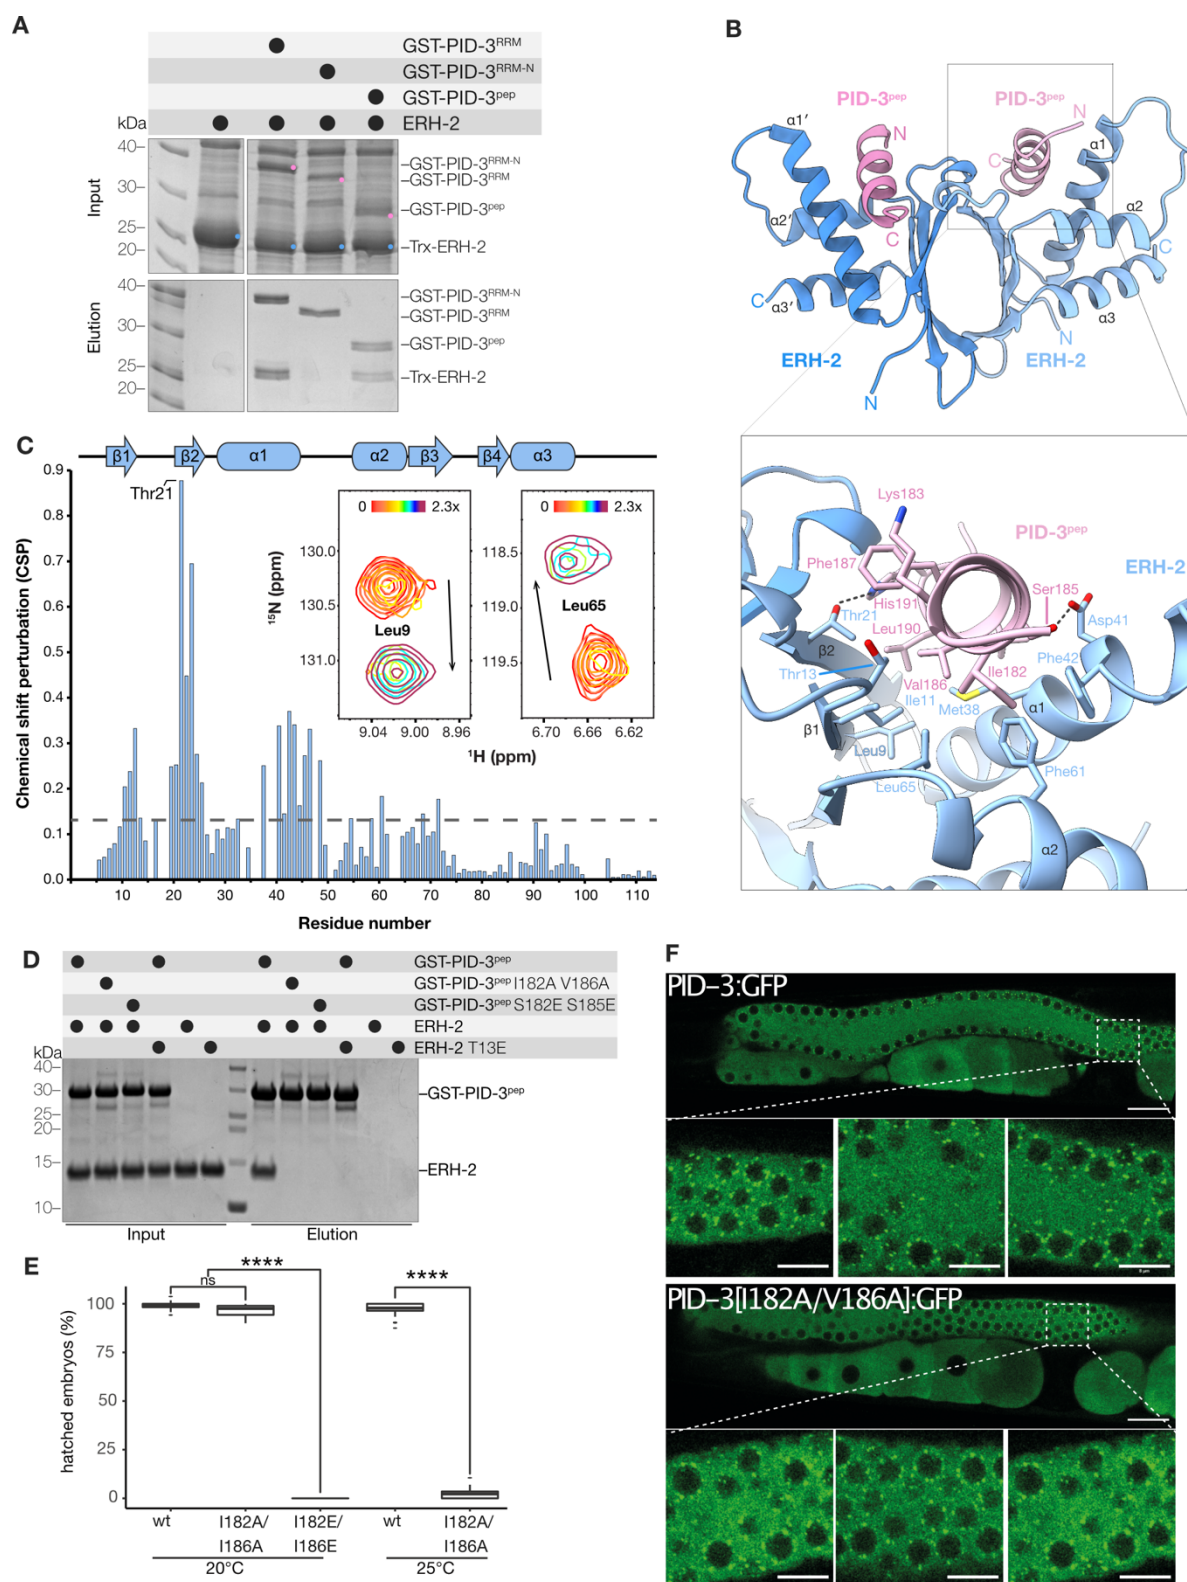 A
GST-PID-3RRM
GST-PID-3RRM-N
GST-PID-3pep
ERH-2
kDa
40
30
25
20
Input
GST-PID-3RRM-N
GST-PID-3RRM
GST-PID-3pep
Trx-ERH-2
40
30
25
20
Elution
GST-PID-3RRM-N
GST-PID-3RRM
GST-PID-3pep
Trx-ERH-2
B
PID-3pep
PID-3pep
α1′
N
N
α1
C
α2′
C
α2
C
C
α3′
α3
N
ERH-2
ERH-2
N
Lys183
PID-3pep
Phe187
ERH-2
Ser185
His191
Thr21
Asp41
Leu190
β2
Phe42
Thr13
Ile182
Val186
Ile11
Met38
α1
β1
Leu9
Phe61
Leu65
α2
C
β1
β2
α1
α2
β3
β4
α3
Chemical shift perturbation (CSP)
0.9
0.8
0.7
0.6
0.5
0.4
0.3
0.2
0.1
0.0
Thr21
0 2.3x
0 2.3x
15N (ppm)
130.0
130.5
131.0
Leu9
9.04 9.00 8.96
118.5
119.0
119.5
Leu65
6.70 6.66 6.62
1H (ppm)
0 10 20 30 40 50 60 70 80 90 100 110
Residue number
D
GST-PID-3pep
GST-PID-3pep I182A V186A
GST-PID-3pep S182E S185E
ERH-2
ERH-2 T13E
kDa
40
30
25
20
15
10
GST-PID-3pep
ERH-2
Input
Elution
E
hatched embryos (%)
100
75
50
25
0
ns
****
****
wt
I182A/
I186A
I182E/
I186E
wt
I182A/
I186A
20°C
25°C
F
PID-3:GFP
PID-3[I182A/V186A]:GFP